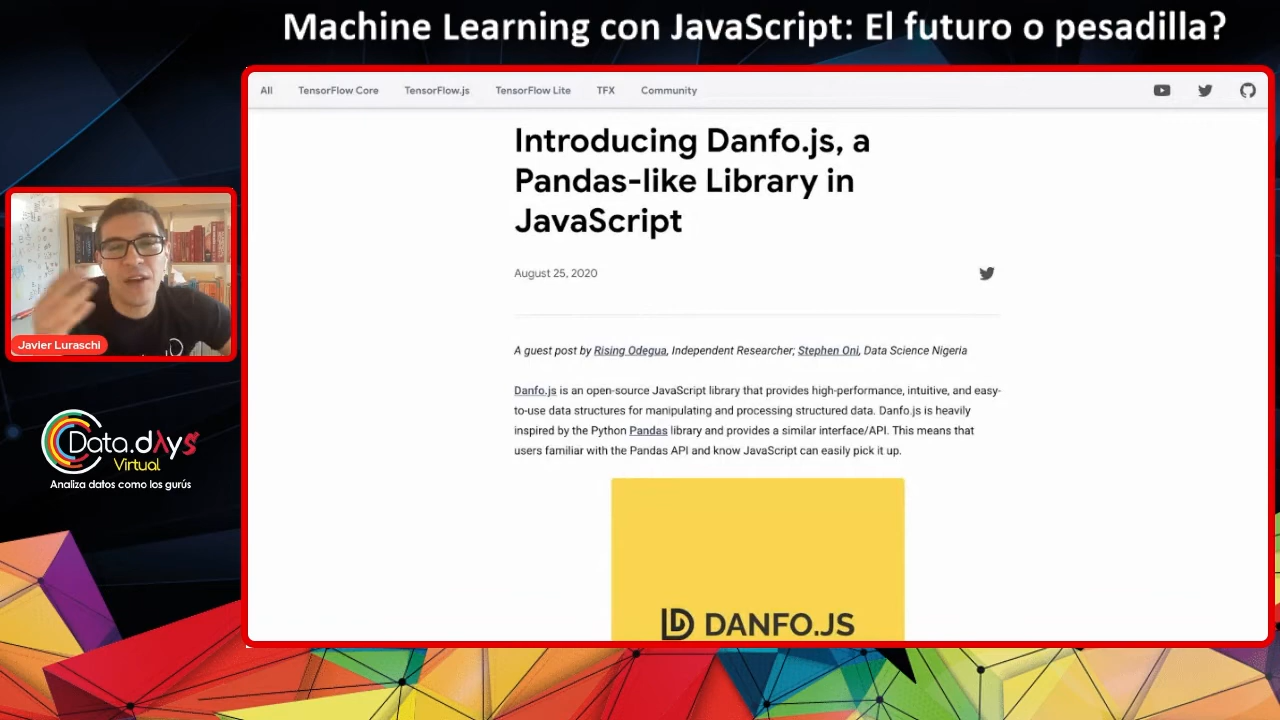 Machine Learning con JavaScript: El futuro o pesadilla?
All TensorFlow Core TensorFlow.js TensorFlow Lite TFX Community
Introducing Danfo.js, a
Pandas-like Library in
JavaScript
August 25, 2020
A guest post by Rising Odegua, Independent Researcher; Stephen Oni, Data Science Nigeria
Danfo.js is an open-source JavaScript library that provides high-performance, intuitive, and easy-
to-use data structures for manipulating and processing structured data. Danfo.js is heavily
inspired by the Python Pandas library and provides a similar interface/API. This means that
users familiar with the Pandas API and know JavaScript can easily pick it up.
DANFO.JS
Javier Luraschi
Data.dAys
Virtual
Analiza datos como los gurús